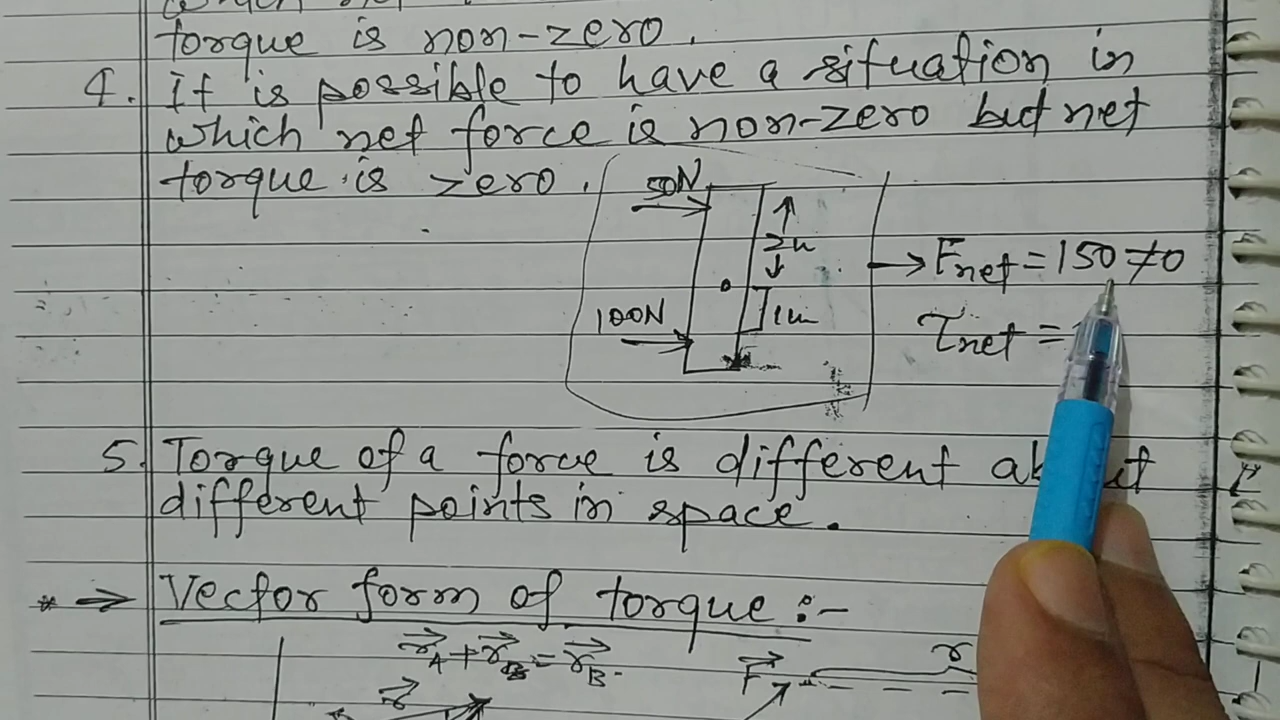 torque is non-zero.
4. It is possible to have a situation in
which net force is non-zero but net
torque is zero.
50N
2m
→ Fnet = 150 ≠ 0
100N
1m
τnet =
5. Torque of a force is different about
different points in space.
* ⇒ Vector form of torque :-
F
r
r